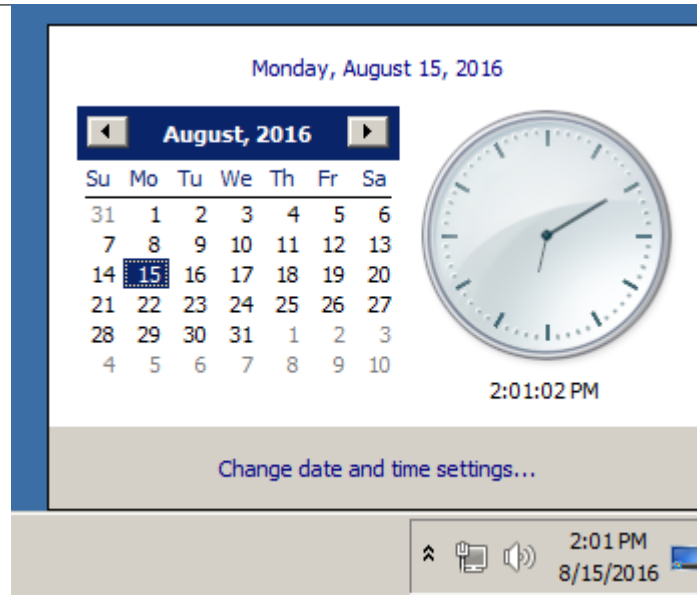 Monday, August 15, 2016
August, 2016
Su Mo Tu We Th Fr Sa
31 1 2 3 4 5 6
7 8 9 10 11 12 13
14 15 16 17 18 19 20
21 22 23 24 25 26 27
28 29 30 31 1 2 3
4 5 6 7 8 9 10
2:01:02 PM
Change date and time settings...
2:01 PM
8/15/2016